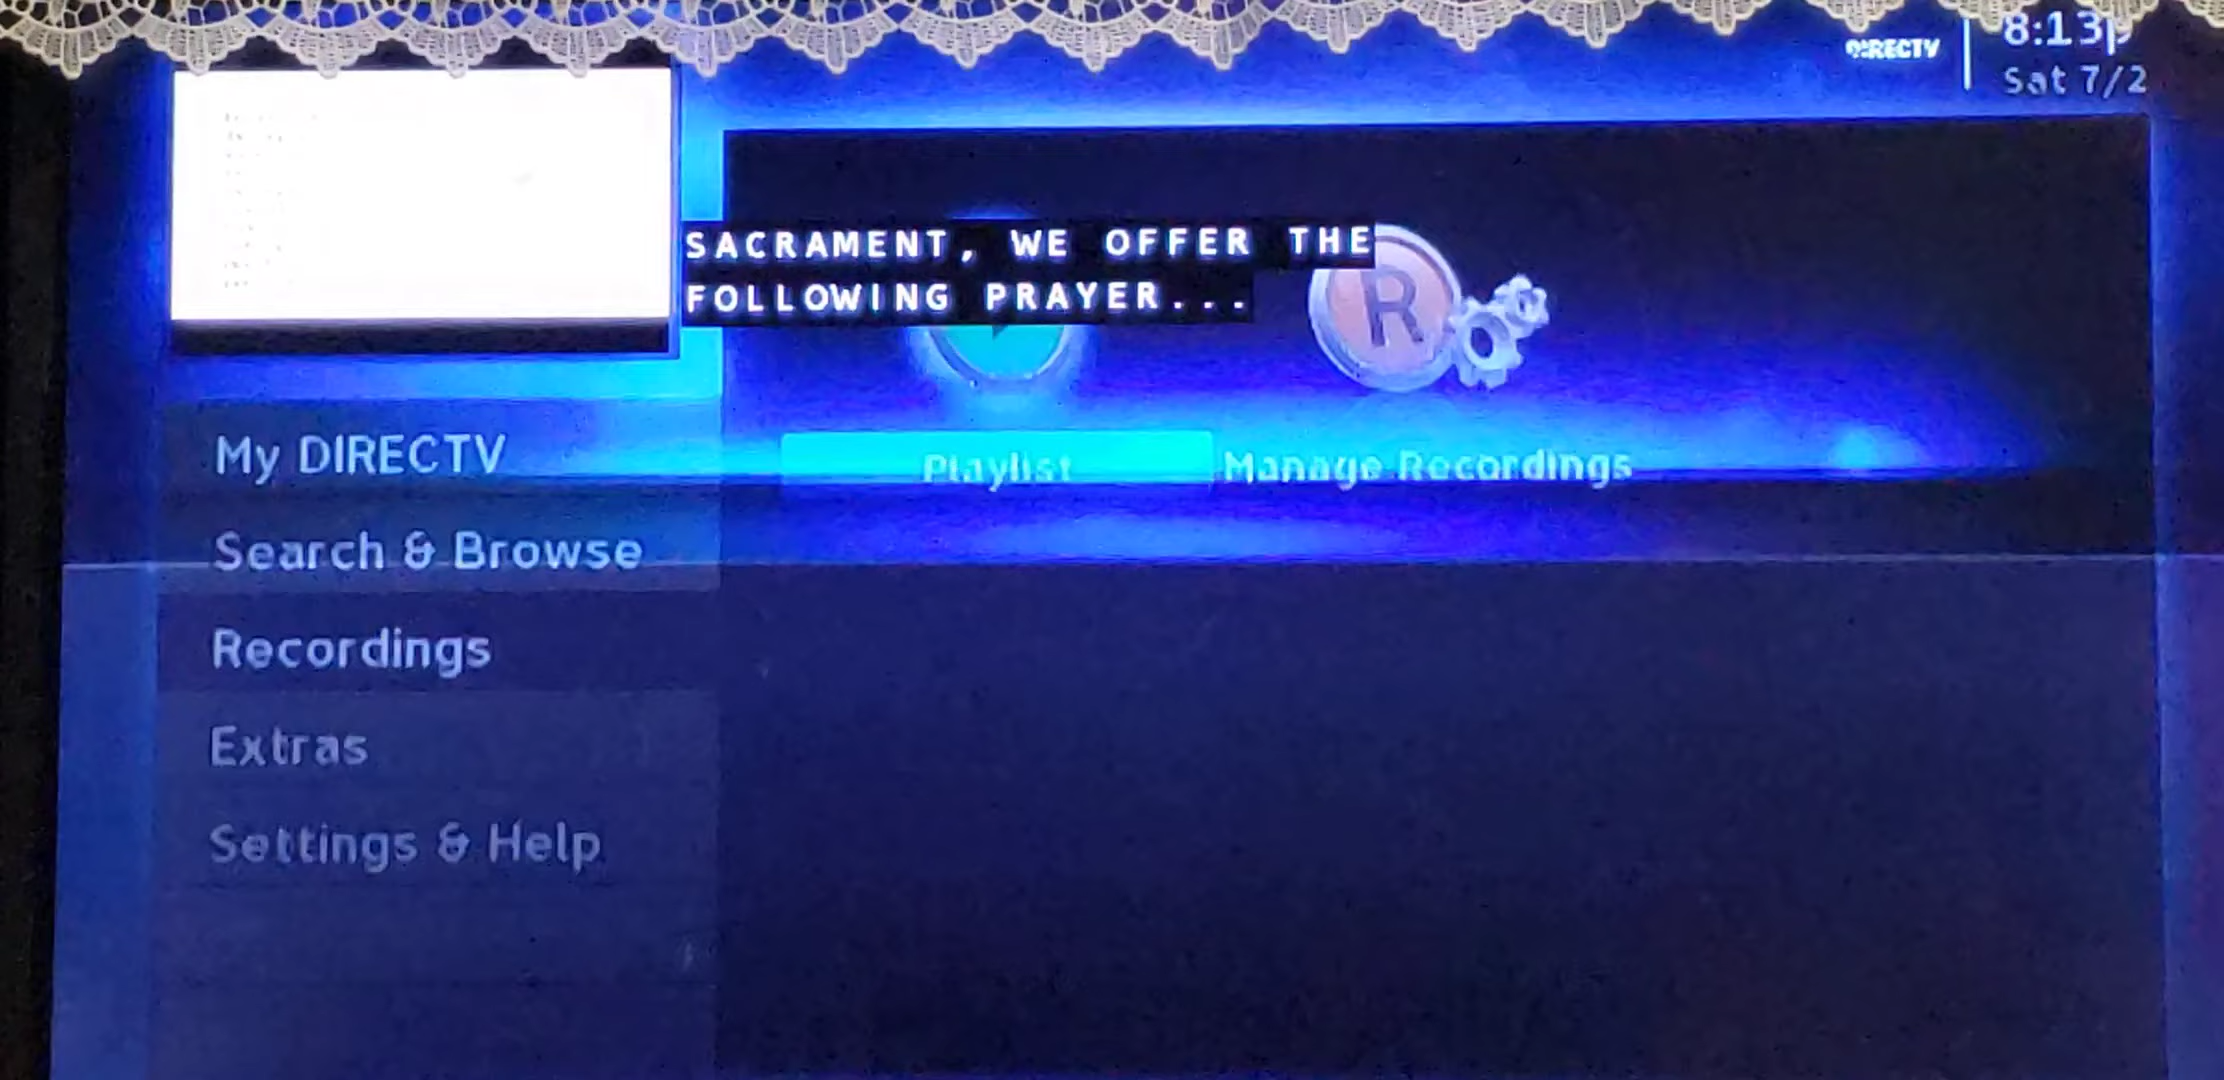 DIRECTV
8:13p
Sat 7/2
SACRAMENT, WE OFFER THE
FOLLOWING PRAYER...
R
My DIRECTV
Playlist
Manage Recordings
Search & Browse
Recordings
Extras
Settings & Help